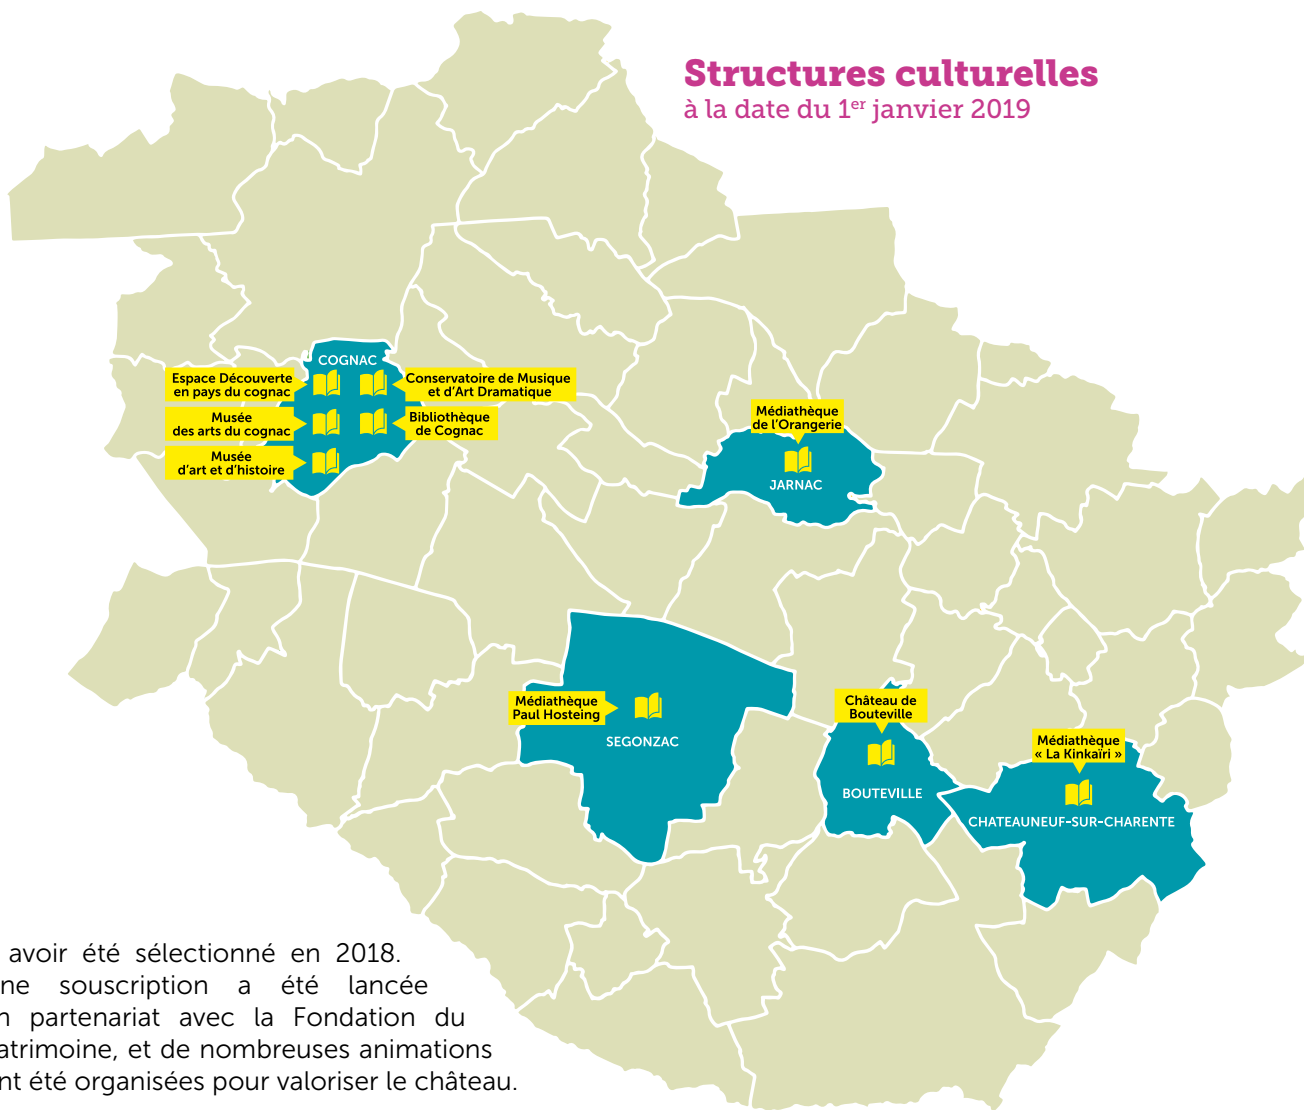 Structures culturelles
à la date du 1er janvier 2019
COGNAC
Espace Découverte
en pays du cognac
Conservatoire de Musique
et d'Art Dramatique
Musée
des arts du cognac
Bibliothèque
de Cognac
Musée
d'art et d'histoire
Médiathèque
de l'Orangerie
JARNAC
Médiathèque
Paul Hosteing
SEGONZAC
Château de
Bouteville
BOUTEVILLE
Médiathèque
« La Kinkaïri »
CHATEAUNEUF-SUR-CHARENTE
avoir été sélectionné en 2018.
ne souscription a été lancée
n partenariat avec la Fondation du
atrimoine, et de nombreuses animations
nt été organisées pour valoriser le château.